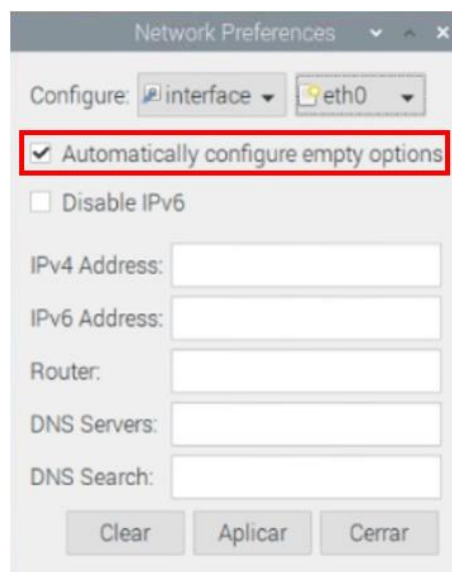 Network Preferences
Configure: interface eth0
Automatically configure empty options
Disable IPv6
IPv4 Address:
IPv6 Address:
Router:
DNS Servers:
DNS Search:
Clear Aplicar Cerrar